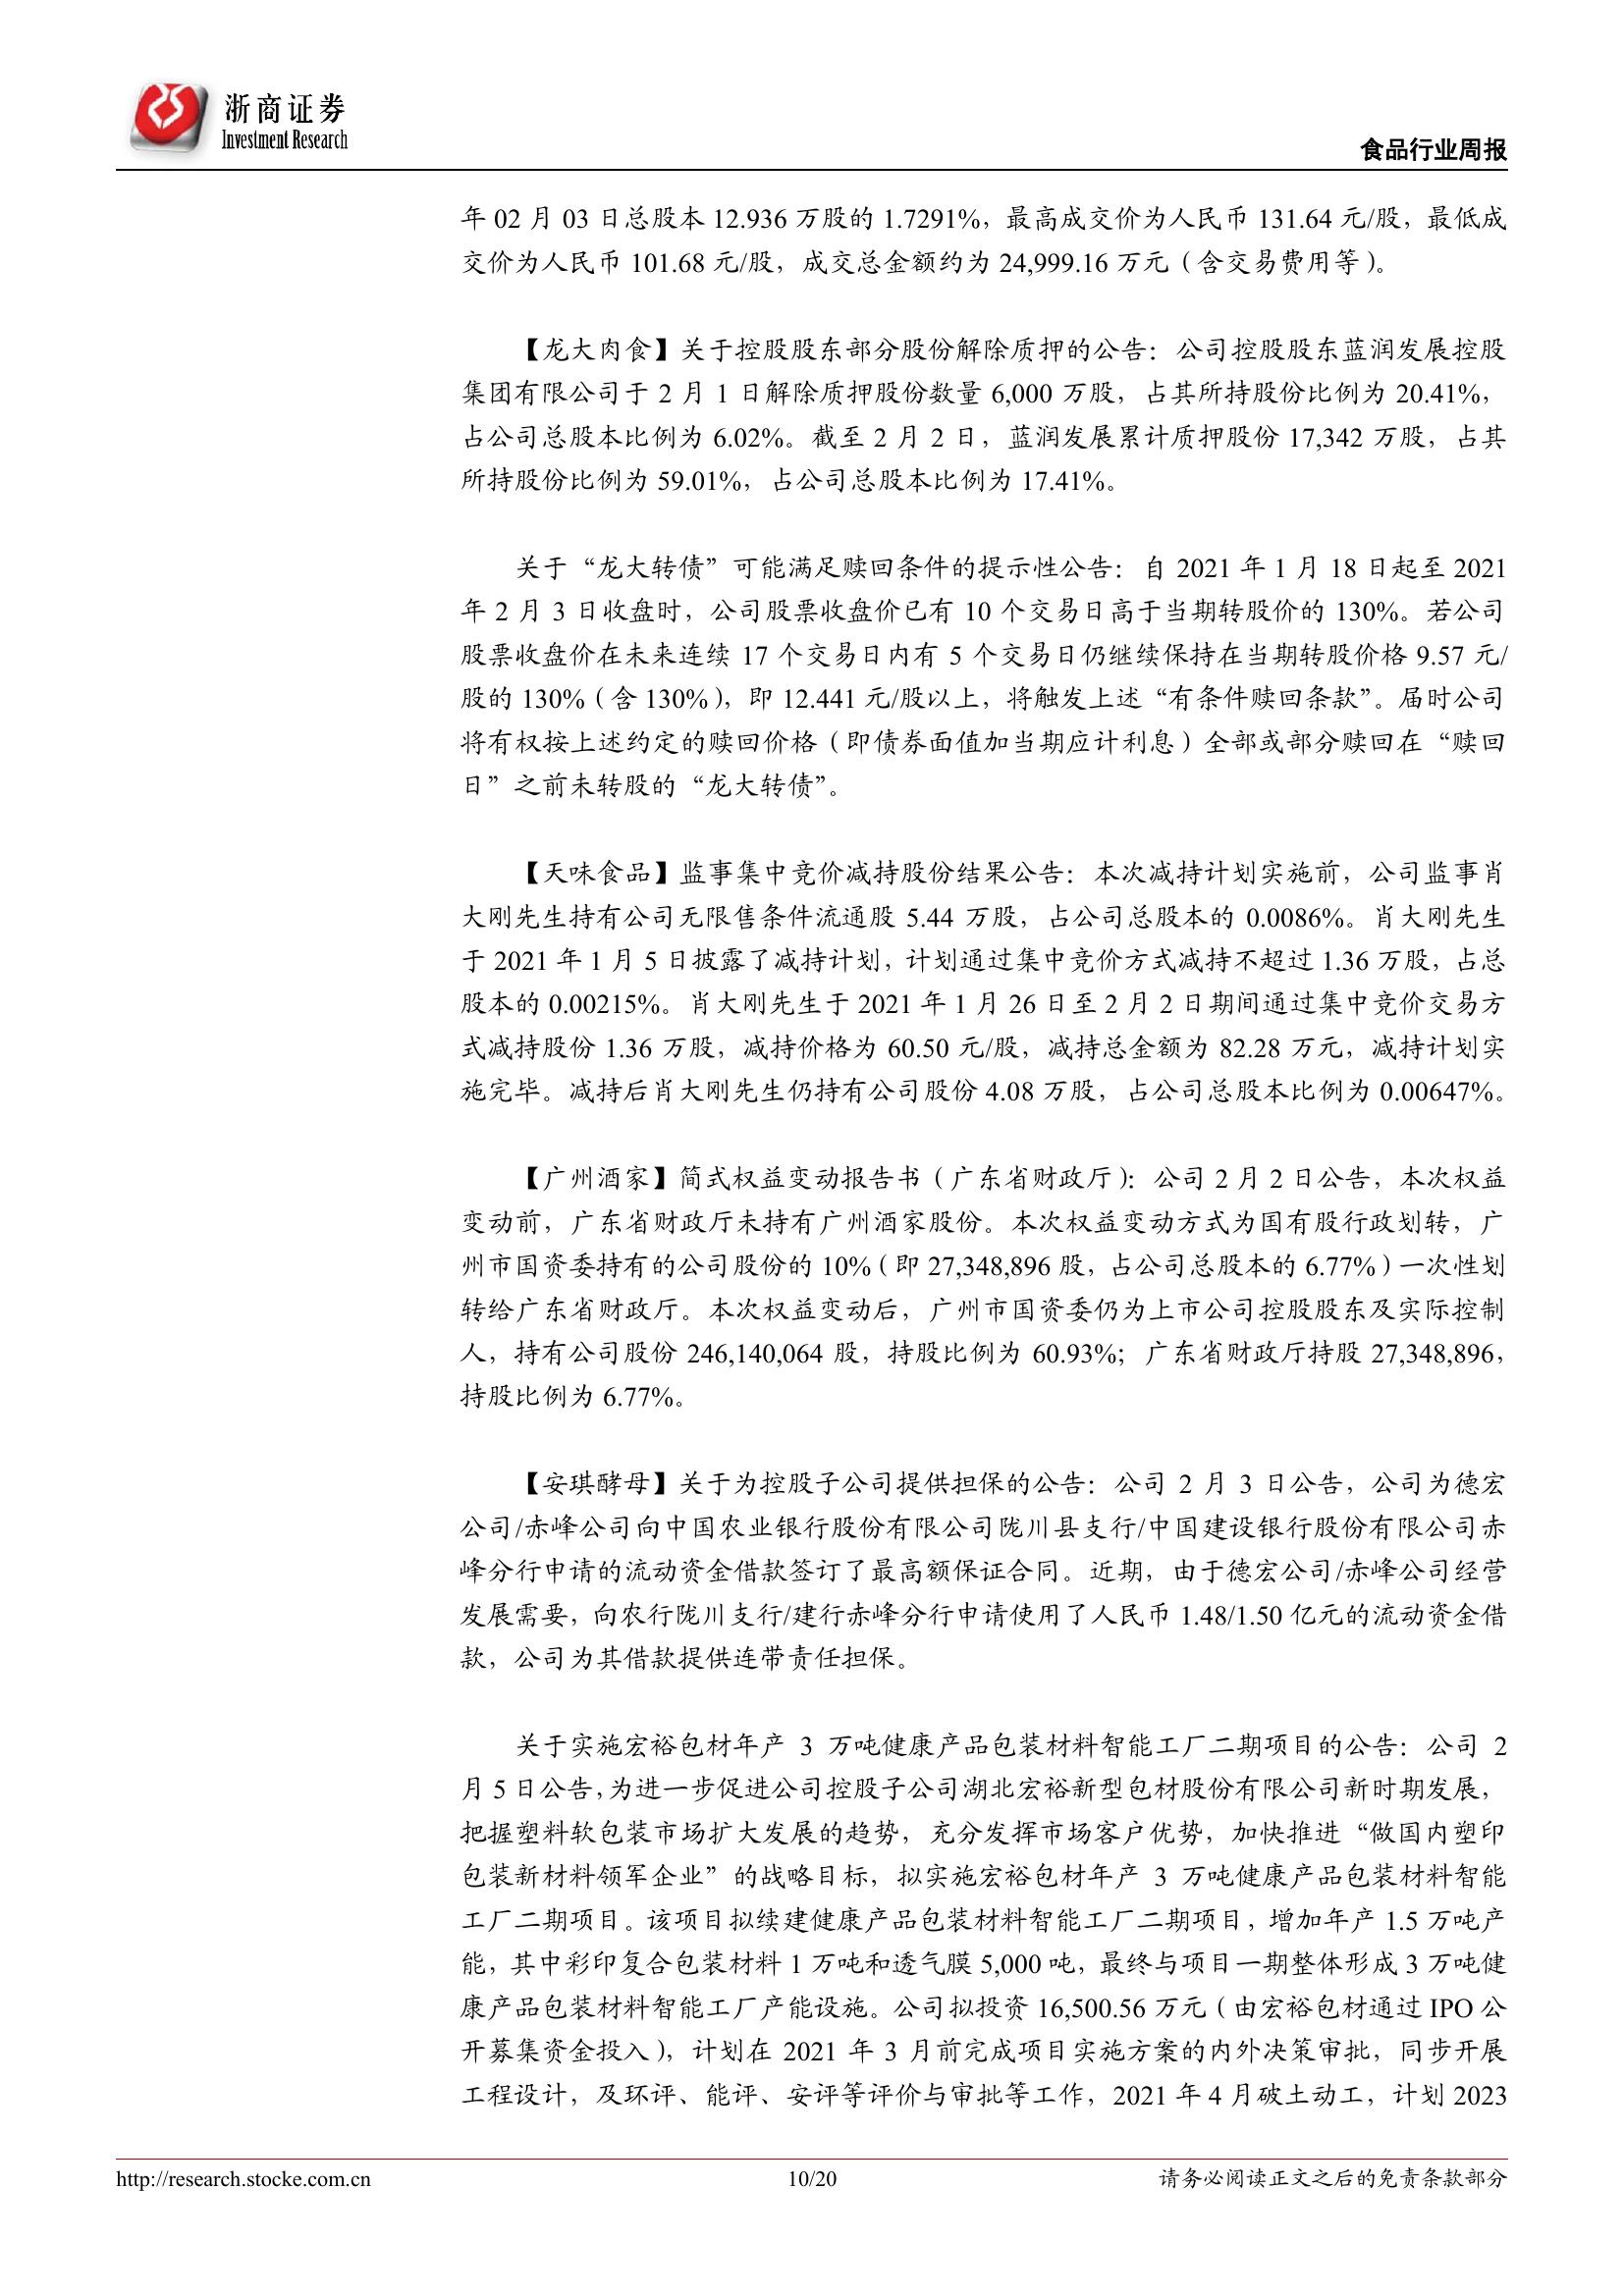 浙商证券
Investment Research
食品行业周报
年 02 月 03 日总股本 12.936 万股的 1.7291%，最高成交价为人民币 131.64 元/股，最低成
交价为人民币 101.68 元/股，成交总金额约为 24,999.16 万元（含交易费用等）。
【龙大肉食】关于控股股东部分股份解除质押的公告：公司控股股东蓝润发展控股
集团有限公司于 2 月 1 日解除质押股份数量 6,000 万股，占其所持股份比例为 20.41%，
占公司总股本比例为 6.02%。截至 2 月 2 日，蓝润发展累计质押股份 17,342 万股，占其
所持股份比例为 59.01%，占公司总股本比例为 17.41%。
关于“龙大转债”可能满足赎回条件的提示性公告：自 2021 年 1 月 18 日起至 2021
年 2 月 3 日收盘时，公司股票收盘价已有 10 个交易日高于当期转股价的 130%。若公司
股票收盘价在未来连续 17 个交易日内有 5 个交易日仍继续保持在当期转股价格 9.57 元/
股的 130%（含 130%），即 12.441 元/股以上，将触发上述“有条件赎回条款”。届时公司
将有权按上述约定的赎回价格（即债券面值加当期应计利息）全部或部分赎回在“赎回
日”之前未转股的“龙大转债”。
【天味食品】监事集中竞价减持股份结果公告：本次减持计划实施前，公司监事肖
大刚先生持有公司无限售条件流通股 5.44 万股，占公司总股本的 0.0086%。肖大刚先生
于 2021 年 1 月 5 日披露了减持计划，计划通过集中竞价方式减持不超过 1.36 万股，占总
股本的 0.00215%。肖大刚先生于 2021 年 1 月 26 日至 2 月 2 日期间通过集中竞价交易方
式减持股份 1.36 万股，减持价格为 60.50 元/股，减持总金额为 82.28 万元，减持计划实
施完毕。减持后肖大刚先生仍持有公司股份 4.08 万股，占公司总股本比例为 0.00647%。
【广州酒家】简式权益变动报告书（广东省财政厅）：公司 2 月 2 日公告，本次权益
变动前，广东省财政厅未持有广州酒家股份。本次权益变动方式为国有股行政划转，广
州市国资委持有的公司股份的 10%（即 27,348,896 股，占公司总股本的 6.77%）一次性划
转给广东省财政厅。本次权益变动后，广州市国资委仍为上市公司控股股东及实际控制
人，持有公司股份 246,140,064 股，持股比例为 60.93%；广东省财政厅持股 27,348,896，
持股比例为 6.77%。
【安琪酵母】关于为控股子公司提供担保的公告：公司 2 月 3 日公告，公司为德宏
公司/赤峰公司向中国农业银行股份有限公司陇川县支行/中国建设银行股份有限公司赤
峰分行申请的流动资金借款签订了最高额保证合同。近期，由于德宏公司/赤峰公司经营
发展需要，向农行陇川支行/建行赤峰分行申请使用了人民币 1.48/1.50 亿元的流动资金借
款，公司为其借款提供连带责任担保。
关于实施宏裕包材年产 3 万吨健康产品包装材料智能工厂二期项目的公告：公司 2
月 5 日公告，为进一步促进公司控股子公司湖北宏裕新型包材股份有限公司新时期发展，
把握塑料软包装市场扩大发展的趋势，充分发挥市场客户优势，加快推进“做国内塑印
包装新材料领军企业”的战略目标，拟实施宏裕包材年产 3 万吨健康产品包装材料智能
工厂二期项目。该项目拟续建健康产品包装材料智能工厂二期项目，增加年产 1.5 万吨产
能，其中彩印复合包装材料 1 万吨和透气膜 5,000 吨，最终与项目一期整体形成 3 万吨健
康产品包装材料智能工厂产能设施。公司拟投资 16,500.56 万元（由宏裕包材通过 IPO 公
开募集资金投入），计划在 2021 年 3 月前完成项目实施方案的内外决策审批，同步开展
工程设计，及环评、能评、安评等评价与审批等工作，2021 年 4 月破土动工，计划 2023
http://research.stocke.com.cn
10/20
请务必阅读正文之后的免责条款部分